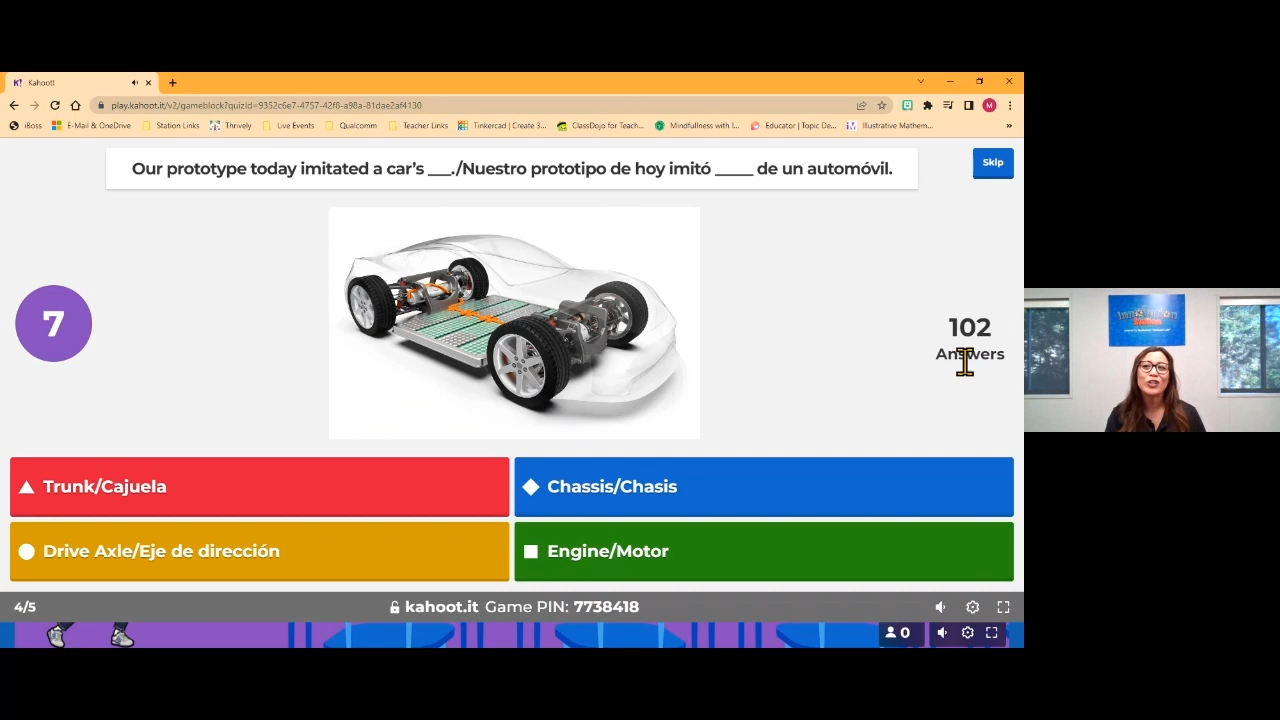 Kahoot!
play.kahoot.it/v2/gameblock?quizId=9352c6e7-4757-42f8-a98a-81dae2af4130
M
iBoss
E-Mail & OneDrive
Station Links
Thrively
Live Events
Qualcomm
Teacher Links
Tinkercad | Create 3...
ClassDojo for Teach...
Mindfullness with I...
Educator | Topic De...
Illustrative Mathem...
»
Our prototype today imitated a car's ___./Nuestro prototipo de hoy imitó _____ de un automóvil.
Skip
7
102
Answers
Trunk/Cajuela
Chassis/Chasis
Drive Axle/Eje de dirección
Engine/Motor
4/5
kahoot.it Game PIN: 7738418
0